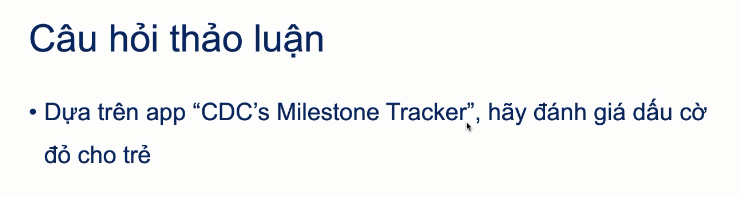 Câu hỏi thảo luận
• Dựa trên app “CDC’s Milestone Tracker”, hãy đánh giá dấu cờ
đỏ cho trẻ